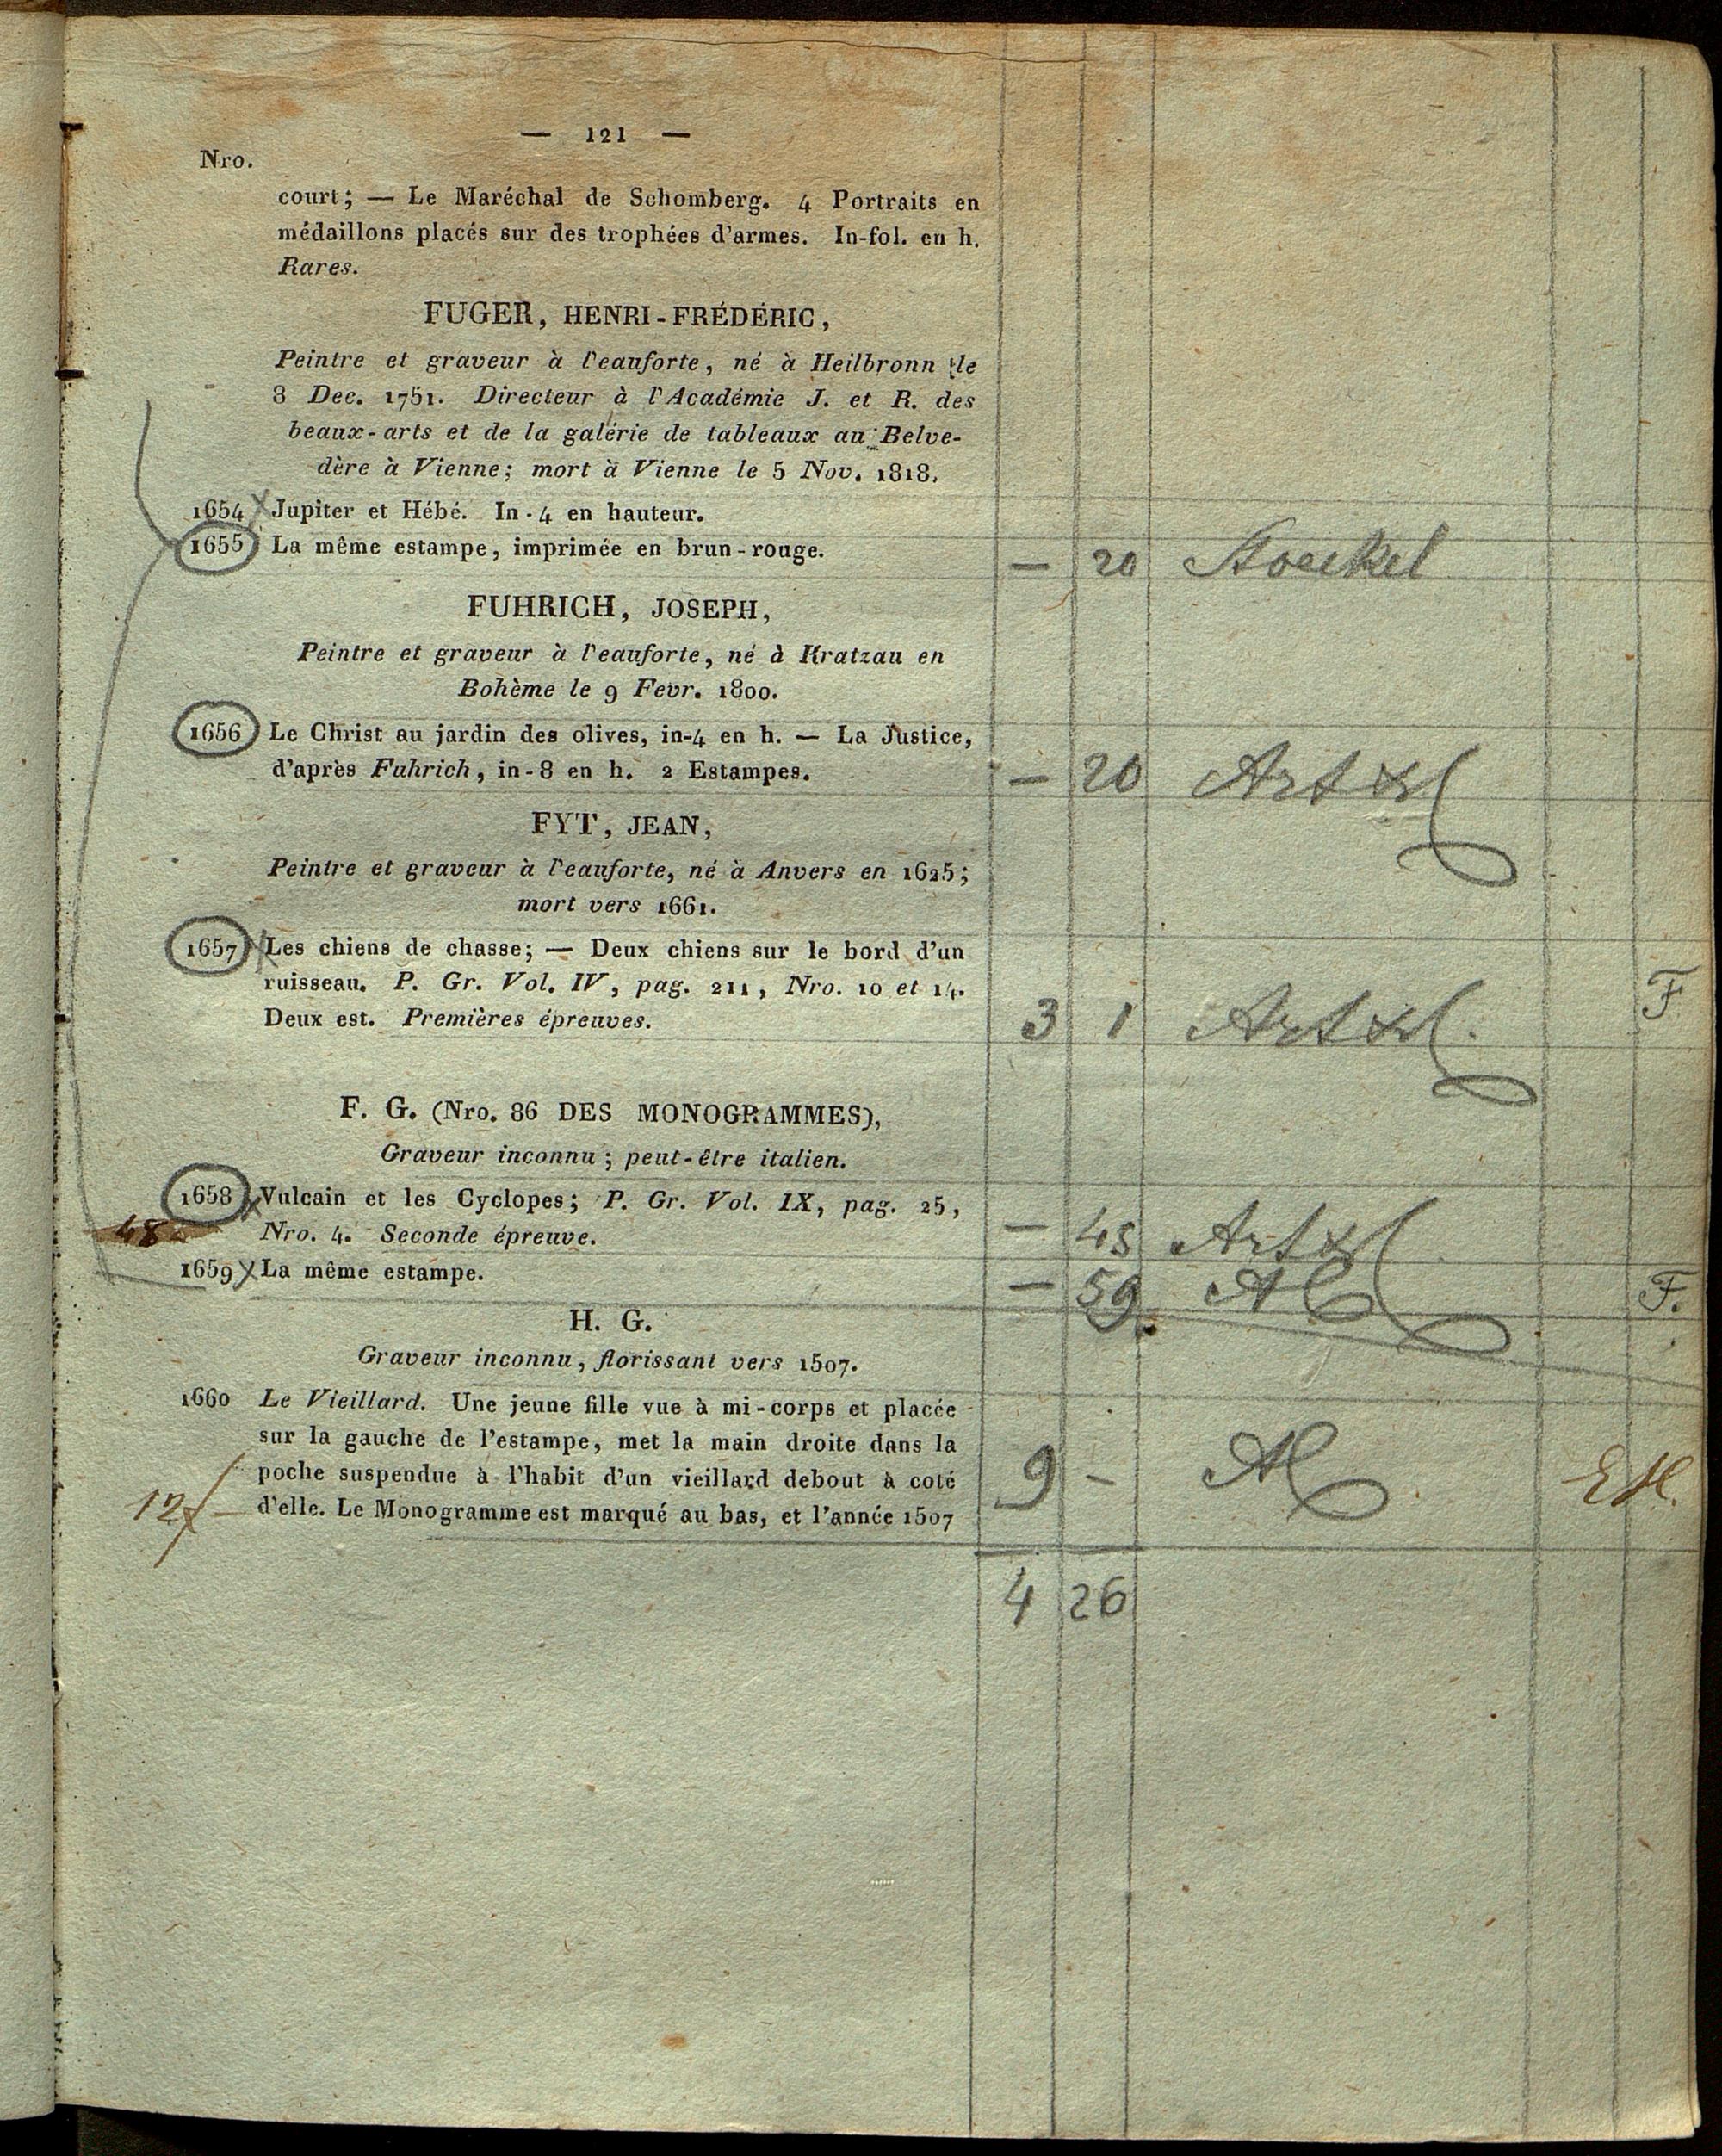 — 121 —
Nro.
court; — Le Maréchal de Schomberg. 4 Portraits en
médaillons placés sur des trophées d'armes. In-fol. en h.
Rares.
FUGER, HENRI-FRÉDÉRIC,
Peintre et graveur à l'eauforte, né à Heilbronn le
8 Dec. 1751. Directeur à l'Académie J. et R. des
beaux-arts et de la galérie de tableaux au Belve-
dère à Vienne; mort à Vienne le 5 Nov. 1818.
1654 Jupiter et Hébé. In-4 en hauteur.
1655 La même estampe, imprimée en brun-rouge.
— 20 Stoeckel
FUHRICH, JOSEPH,
Peintre et graveur à l'eauforte, né à Kratzau en
Bohème le 9 Fevr. 1800.
1656 Le Christ au jardin des olives, in-4 en h. — La Justice,
d'après Fuhrich, in-8 en h. 2 Estampes.
— 20
FYT, JEAN,
Peintre et graveur à l'eauforte, né à Anvers en 1625;
mort vers 1661.
1657 Les chiens de chasse; — Deux chiens sur le bord d'un
ruisseau. P. Gr. Vol. IV, pag. 211, Nro. 10 et 14.
Deux est. Premières épreuves.
3 1 F
F. G. (Nro. 86 DES MONOGRAMMES),
Graveur inconnu; peut-être italien.
1658 Vulcain et les Cyclopes; P. Gr. Vol. IX, pag. 25,
48 Nro. 4. Seconde épreuve.
— 45
1659 La même estampe.
— 59 F.
H. G.
Graveur inconnu, florissant vers 1507.
1660 Le Vieillard. Une jeune fille vue à mi-corps et placée
sur la gauche de l'estampe, met la main droite dans la
poche suspendue à l'habit d'un vieillard debout à coté
9 —
12f — d'elle. Le Monogramme est marqué au bas, et l'année 1507
4 26